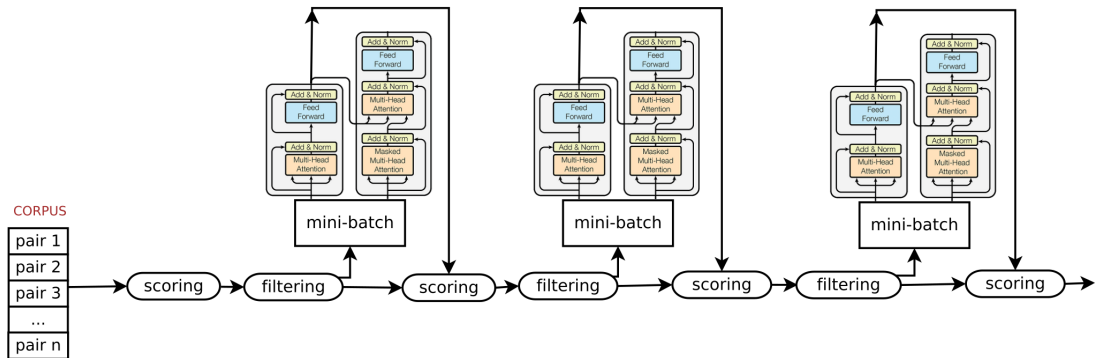 Add & Norm
Feed
Forward
Add & Norm
Multi-Head
Attention
Add & Norm
Feed
Forward
Add & Norm
Multi-Head
Attention
Add & Norm
Masked
Multi-Head
Attention
mini-batch
Add & Norm
Feed
Forward
Add & Norm
Multi-Head
Attention
Add & Norm
Feed
Forward
Add & Norm
Multi-Head
Attention
Add & Norm
Masked
Multi-Head
Attention
mini-batch
Add & Norm
Feed
Forward
Add & Norm
Multi-Head
Attention
Add & Norm
Feed
Forward
Add & Norm
Multi-Head
Attention
Add & Norm
Masked
Multi-Head
Attention
mini-batch
CORPUS
pair 1
pair 2
pair 3
...
pair n
scoring
filtering
scoring
filtering
scoring
filtering
scoring